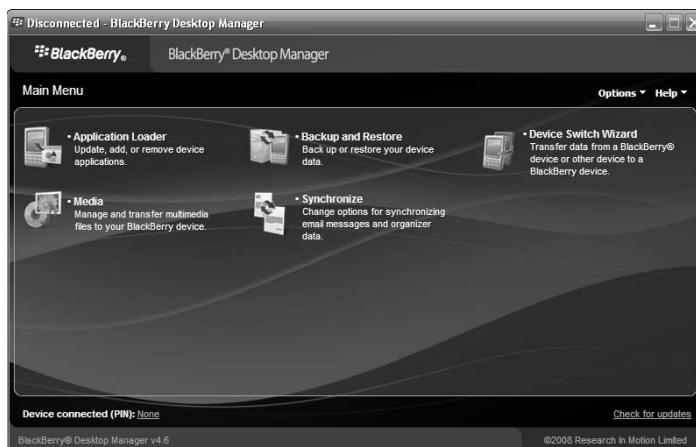 Disconnected - BlackBerry Desktop Manager
BlackBerry®
BlackBerry® Desktop Manager
Main Menu
Options Help
• Application Loader
Update, add, or remove device
applications.
• Backup and Restore
Back up or restore your device
data.
• Device Switch Wizard
Transfer data from a BlackBerry®
device or other device to a
BlackBerry device.
• Media
Manage and transfer multimedia
files to your BlackBerry device.
• Synchronize
Change options for synchronizing
email messages and organizer
data.
Device connected (PIN): None
Check for updates
BlackBerry® Desktop Manager v4.6
©2008 Research In Motion Limited